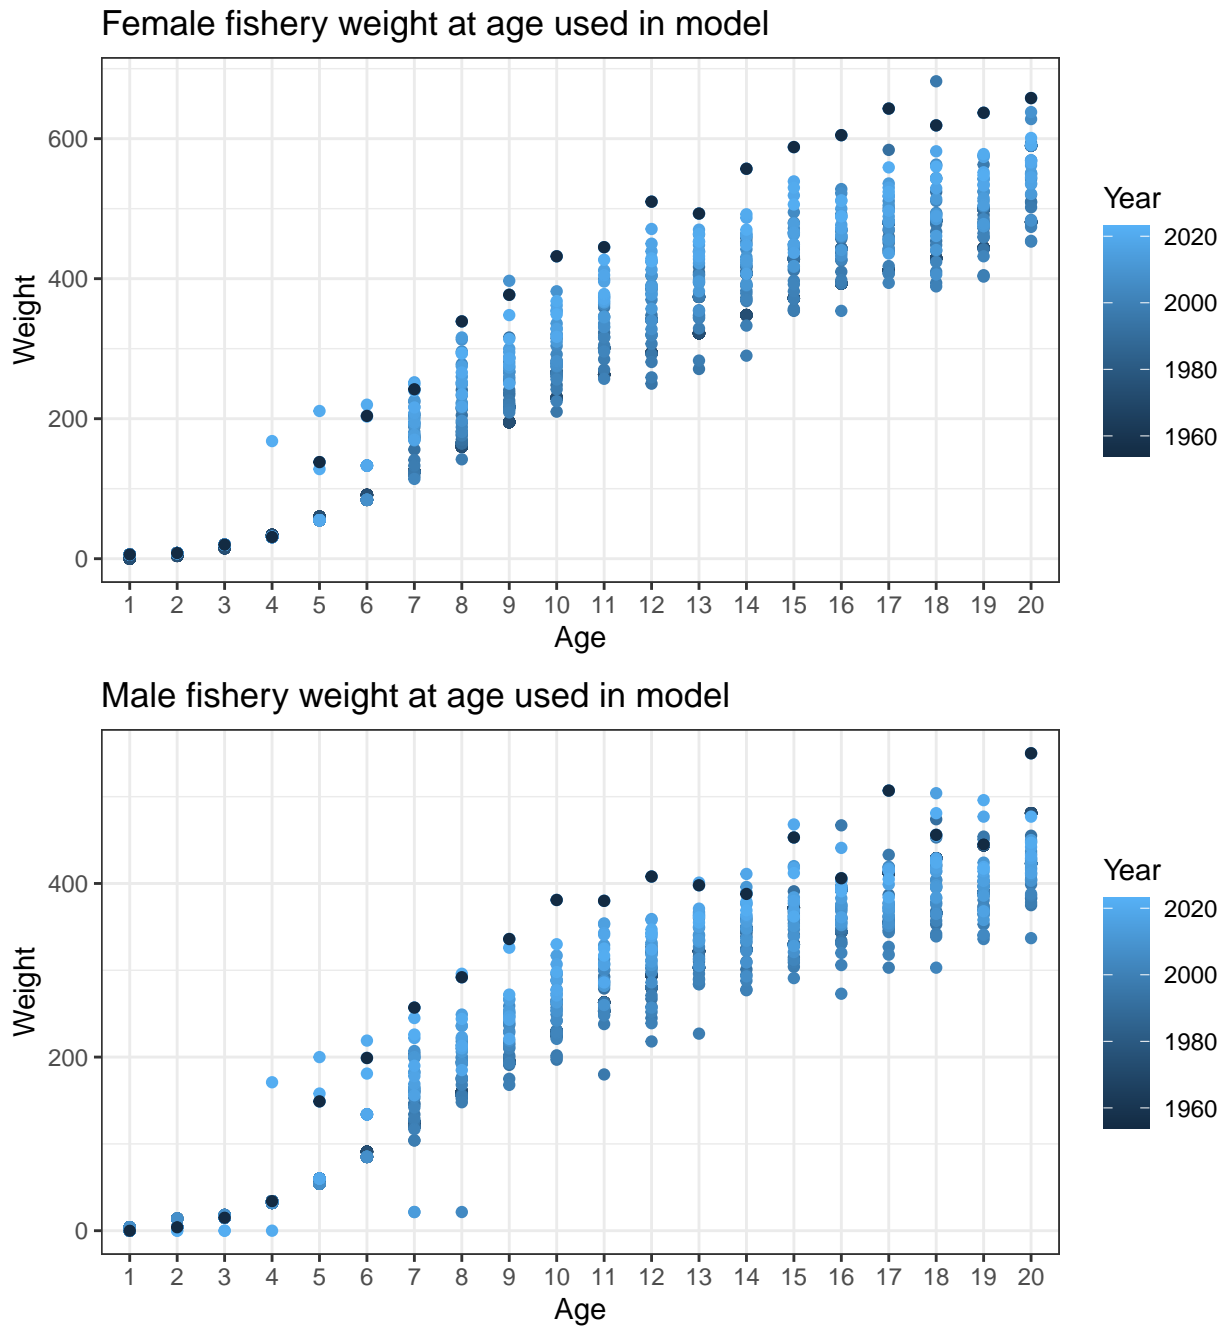 Female fishery weight at age used in model
Weight
600
400
200
0
1 2 3 4 5 6 7 8 9 10 11 12 13 14 15 16 17 18 19 20
Age
Year
2020
2000
1980
1960
Male fishery weight at age used in model
Weight
400
200
0
1 2 3 4 5 6 7 8 9 10 11 12 13 14 15 16 17 18 19 20
Age
Year
2020
2000
1980
1960